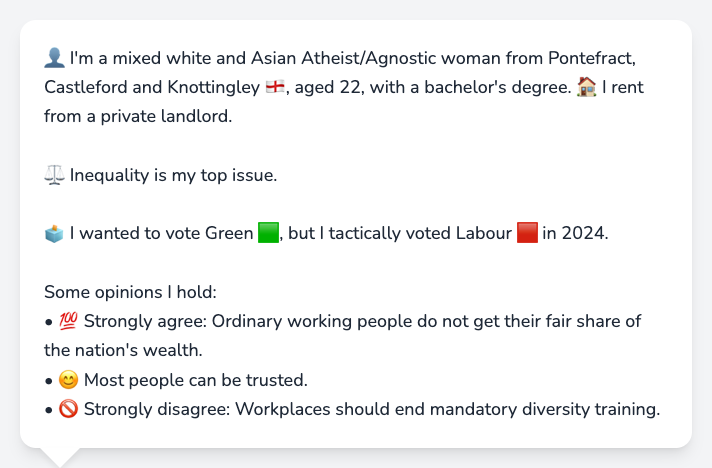 👤 I'm a mixed white and Asian Atheist/Agnostic woman from Pontefract,
Castleford and Knottingley 🏴󠁧󠁢󠁥󠁮󠁧󠁿, aged 22, with a bachelor's degree. 🏠 I rent
from a private landlord.
⚖️ Inequality is my top issue.
🗳️ I wanted to vote Green 🟩, but I tactically voted Labour 🟥 in 2024.
Some opinions I hold:
• 💯 Strongly agree: Ordinary working people do not get their fair share of
the nation's wealth.
• 😊 Most people can be trusted.
• 🚫 Strongly disagree: Workplaces should end mandatory diversity training.